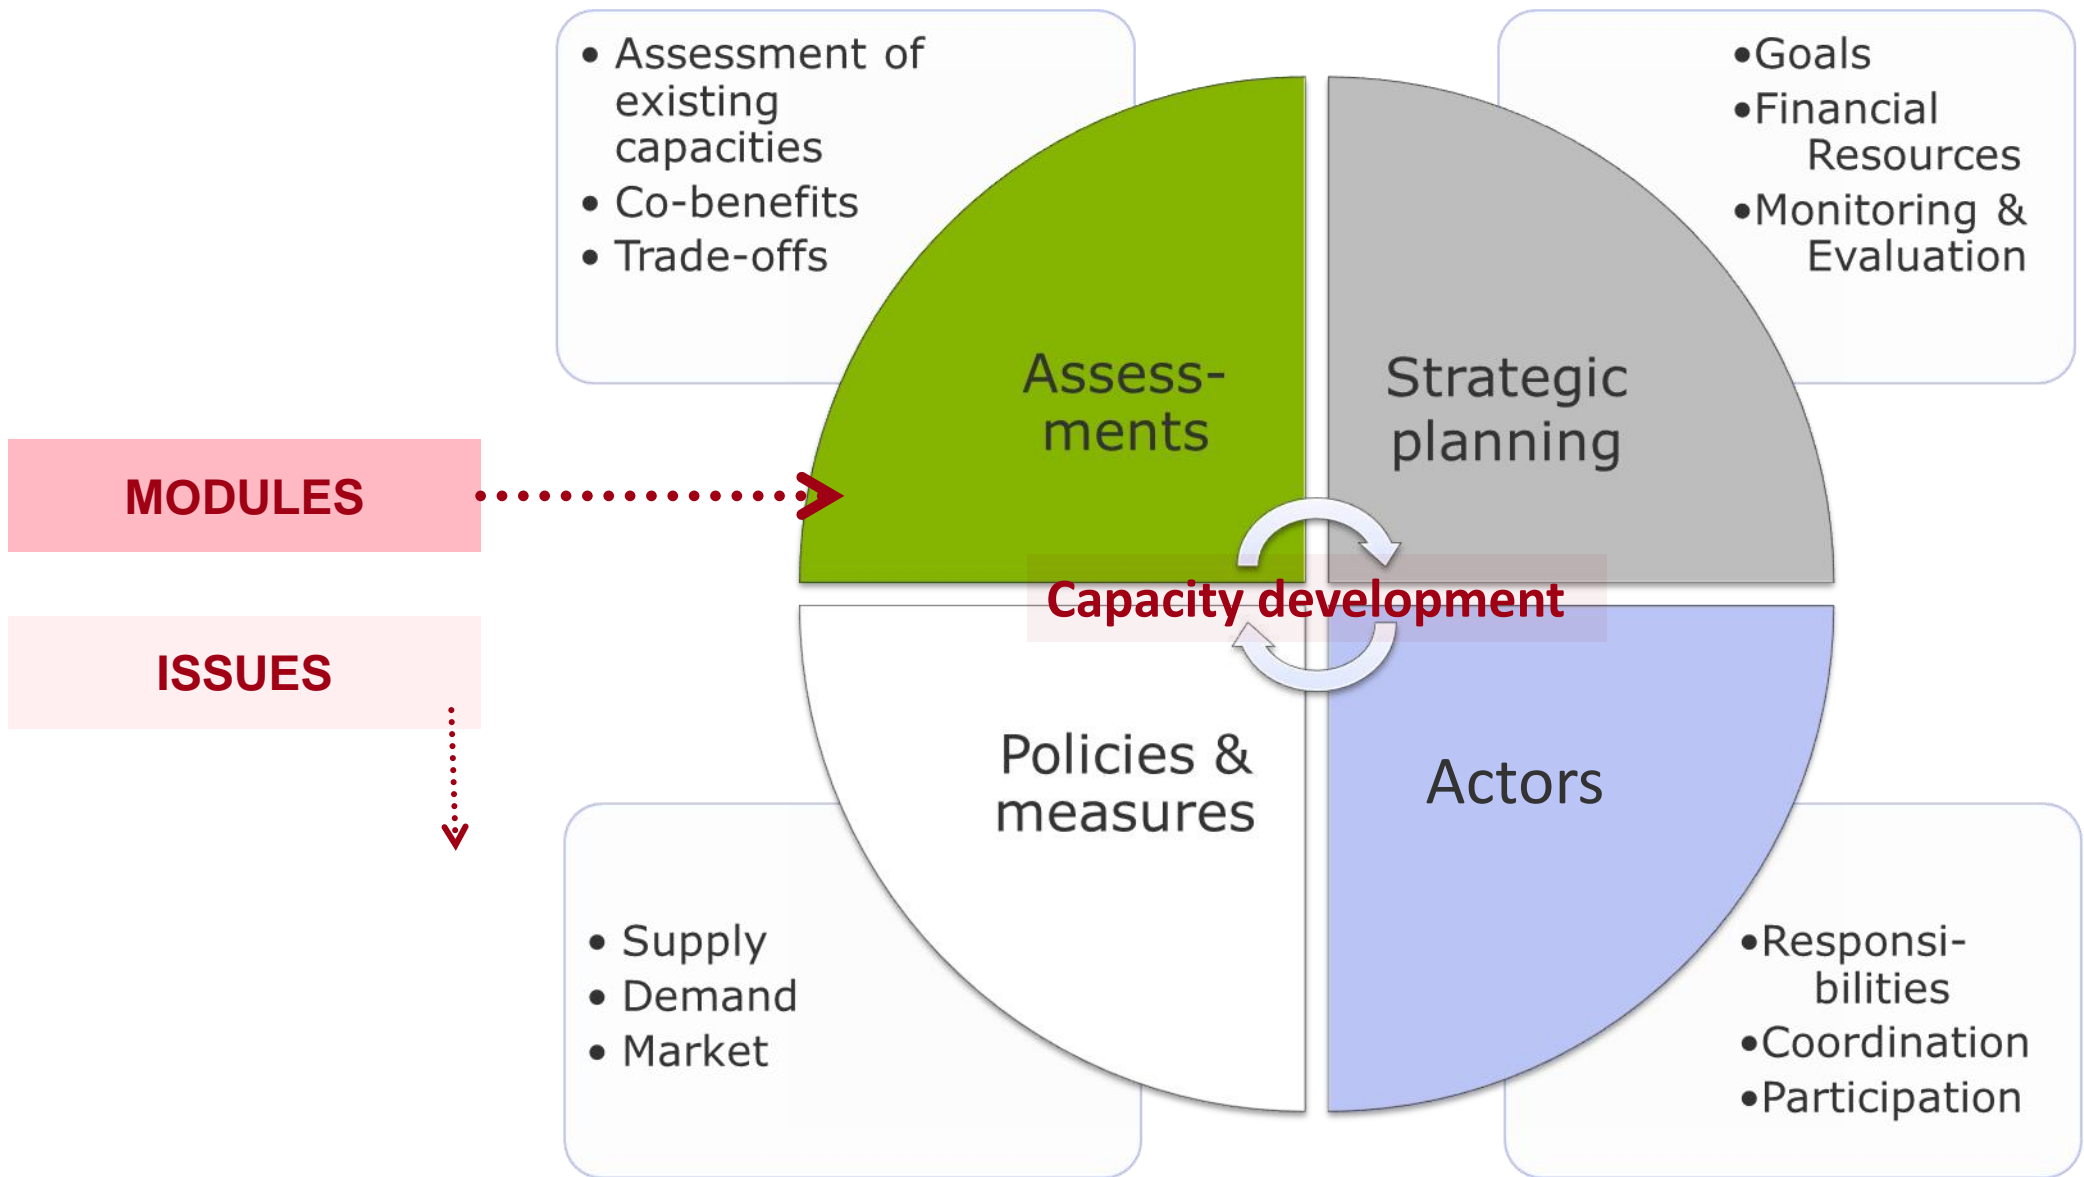 • Assessment of
existing
capacities
• Co-benefits
• Trade-offs
•Goals
•Financial
Resources
•Monitoring &
Evaluation
Assess-
ments
Strategic
planning
MODULES
Capacity development
ISSUES
Policies &
measures
Actors
• Supply
• Demand
• Market
•Responsi-
bilities
•Coordination
•Participation